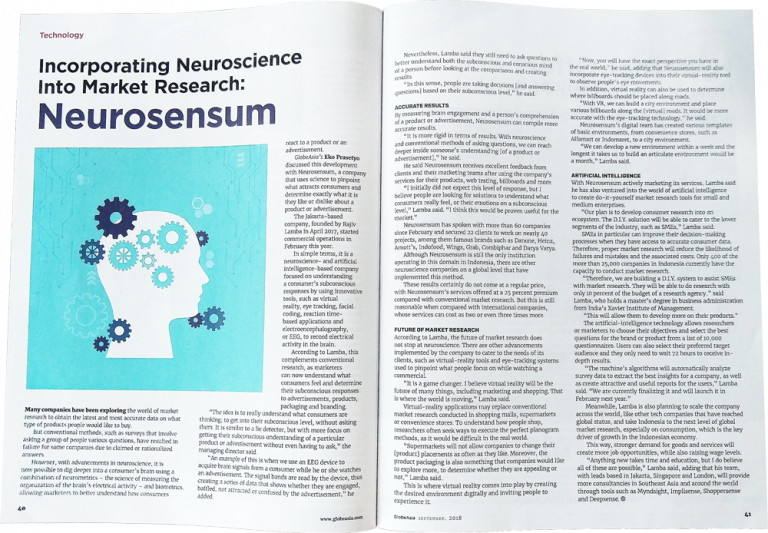 Technology
Incorporating Neuroscience
Into Market Research:
Neurosensum
react to a product or an
advertisement.
GlobeAsia's Eko Prasetyo
discussed this development
with Neurosensum, a company
that uses science to pinpoint
what attracts consumers and
determine exactly what it is
they like or dislike about a
product or advertisement.
The Jakarta-based
company, founded by Rajiv
Lamba in April 2017, started
commercial operations in
February this year.
In simple terms, it is a
neuroscience- and artificial
intelligence-based company
focused on understanding
a consumer's subconscious
responses by using innovative
tools, such as virtual
reality, eye tracking, facial
coding, reaction time-
based applications and
electroencephalography,
or EEG, to record electrical
activity in the brain.
According to Lamba, this
complements conventional
research, as marketers
can now understand what
consumers feel and determine
their subconscious responses
to advertisements, products,
packaging and branding.
Many companies have been exploring the world of market
research to obtain the latest and most accurate data on what
type of products people would like to buy.
But conventional methods, such as surveys that involve
asking a group of people various questions, have resulted in
failure for some companies due to claimed or rationalized
answers.
However, with advancements in neuroscience, it is
now possible to dig deeper into a consumer's brain using a
combination of neurometrics – the science of measuring the
organization of the brain's electrical activity – and biometrics,
allowing marketers to better understand how consumers
"The idea is to really understand what consumers are
thinking, to get into their subconscious level, without asking
them. It is similar to a lie detector, but with more focus on
getting their subconscious understanding of a particular
product or advertisement without even having to ask," the
managing director said.
"An example of this is when we use an EEG device to
acquire brain signals from a consumer while he or she watches
an advertisement. The signal bands are read by the device, thus
creating a series of data that shows whether they are engaged,
baffled, not attracted or confused by the advertisement," he
added.
40
www.globeasia.com
Nevertheless, Lamba said they still need to ask questions to
better understand both the subconscious and conscious mind
of a person before looking at the comparisons and creating
results.
"In this sense, people are taking decisions [and answering
questions] based on their subconscious level," he said.
ACCURATE RESULTS
By measuring brain engagement and a person's comprehension
of a product or advertisement, Neurosensum can compile more
accurate results.
"It is more rigid in terms of results. With neuroscience
and conventional methods of asking questions, we can reach
deeper inside someone's understanding [of a product or
advertisement]," he said.
He said Neurosensum receives excellent feedback from
clients and their marketing teams after using the company's
services for their products, web testing, billboards and more.
"I initially did not expect this level of response, but I
believe people are looking for solutions to understand what
consumers really feel, or their emotions on a subconscious
level," Lamba said. "I think this would be proven useful for the
market."
Neurosensum has spoken with more than 60 companies
since February and secured 22 clients to work on nearly 40
projects, among them famous brands such as Danone, Heinz,
Arnott's, Indofood, Wings, Grab, Combiphar and Darya Varya.
Although Neurosensum is still the only institution
operating in this domain in Indonesia, there are other
neuroscience companies on a global level that have
implemented this method.
These results certainly do not come at a regular price,
with Neurosensum's services offered at a 25 percent premium
compared with conventional market research. But this is still
reasonable when compared with international companies,
whose services can cost as two or even three times more.
FUTURE OF MARKET RESEARCH
According to Lamba, the future of market research does
not stop at neuroscience. There are other advancements
implemented by the company to cater to the needs of its
clients, such as virtual-reality tools and eye-tracking systems
used to pinpoint what people focus on while watching a
commercial.
"It is a game changer. I believe virtual reality will be the
future of many things, including marketing and shopping. That
is where the world is moving," Lamba said.
Virtual-reality applications may replace conventional
market research conducted in shopping malls, supermarkets
or convenience stores. To understand how people shop,
researchers often seek ways to execute the perfect planogram
methods, as it would be difficult in the real world.
"Supermarkets will not allow companies to change their
[product] placements as often as they like. Moreover, the
product packaging is also something that companies would like
to explore more, to determine whether they are appealing or
not," Lamba said.
This is where virtual reality comes into play by creating
the desired environment digitally and inviting people to
experience it.
"Now, you will have the exact perspective you have in
the real world," he said, adding that Neurosensum will also
incorporate eye-tracking devices into their virtual-reality tool
to observe people's eye movements.
In addition, virtual reality can also be used to determine
where billboards should be placed along roads.
"With VR, we can build a city environment and place
various billboards along the [virtual] roads. It would be more
accurate with the eye-tracking technology," he said.
Neurosensum's digital team has created various templates
of basic environments, from convenience stores, such as
Alfamart or Indomaret, to a city environment.
"We can develop a new environment within a week and the
longest it takes us to build an articulate environment would be
a month," Lamba said.
ARTIFICIAL INTELLIGENCE
With Neurosensum actively marketing its services, Lamba said
he has also ventured into the world of artificial intelligence
to create do-it-yourself market research tools for small and
medium enterprises.
"Our plan is to develop consumer research into an
ecosystem. The D.I.Y. solution will be able to cater to the lower
segments of the industry, such as SMEs," Lamba said.
SMEs in particular can improve their decision-making
processes when they have access to accurate consumer data.
Therefore, proper market research will reduce the likelihood of
failures and mistakes and the associated costs. Only 400 of the
more than 25,000 companies in Indonesia currently have the
capacity to conduct market research.
"Therefore, we are building a D.I.Y. system to assist SMEs
with market research. They will be able to do research with
only 10 percent of the budget of a research agency," said
Lamba, who holds a master's degree in business administration
from India's Xavier Institute of Management.
"This will allow them to develop more on their products."
The artificial-intelligence technology allows researchers
or marketers to choose their objectives and select the best
questions for the brand or product from a list of 10,000
questionnaires. Users can also select their preferred target
audience and they only need to wait 72 hours to receive in-
depth results.
"The machine's algorithms will automatically analyze
survey data to extract the best insights for a company, as well
as create attractive and useful reports for the users," Lamba
said. "We are currently finalizing it and will launch it in
February next year."
Meanwhile, Lamba is also planning to scale the company
across the world, like other tech companies that have reached
global status, and take Indonesia to the next level of global
market research, especially on consumption, which is the key
driver of growth in the Indonesian economy.
This way, stronger demand for goods and services will
create more job opportunities, while also raising wage levels.
"Anything new takes time and education, but I do believe
all of these are possible," Lamba said, adding that his team,
with leads based in Jakarta, Singapore and London, will provide
more consultancies in Southeast Asia and around the world
through tools such as Myndsight, Implisense, Shoppersense
and Deepsense.
GlobeAsia SEPTEMBER, 2018
41